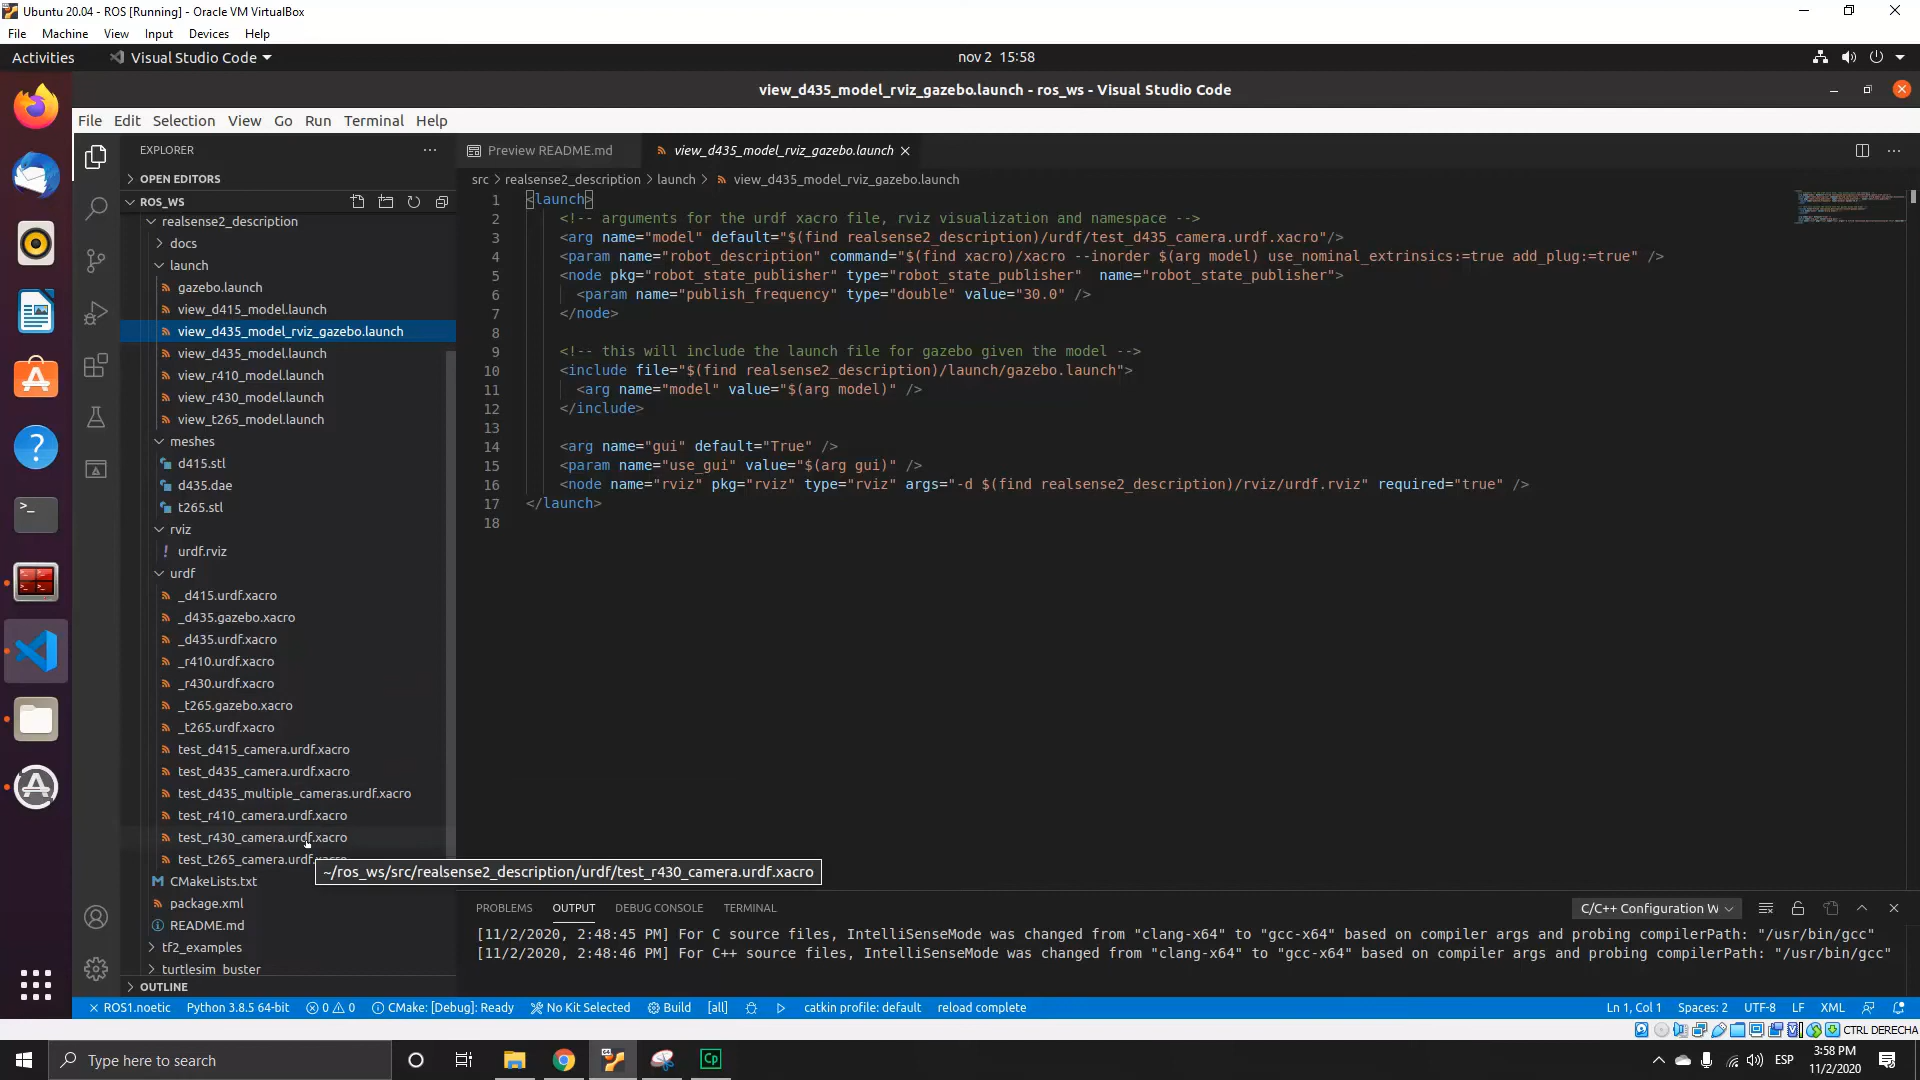 Ubuntu 20.04 - ROS [Running] - Oracle VM VirtualBox
File Machine View Input Devices Help
Activities Visual Studio Code nov 2 15:58
view_d435_model_rviz_gazebo.launch - ros_ws - Visual Studio Code
File Edit Selection View Go Run Terminal Help
EXPLORER
OPEN EDITORS
ROS_WS
realsense2_description
docs
launch
gazebo.launch
view_d415_model.launch
view_d435_model_rviz_gazebo.launch
view_d435_model.launch
view_r410_model.launch
view_r430_model.launch
view_t265_model.launch
meshes
d415.stl
d435.dae
t265.stl
rviz
urdf.rviz
urdf
_d415.urdf.xacro
_d435.gazebo.xacro
_d435.urdf.xacro
_r410.urdf.xacro
_r430.urdf.xacro
_t265.gazebo.xacro
_t265.urdf.xacro
test_d415_camera.urdf.xacro
test_d435_camera.urdf.xacro
test_d435_multiple_cameras.urdf.xacro
test_r410_camera.urdf.xacro
test_r430_camera.urdf.xacro
test_t265_camera.urdf.xacro
~/ros_ws/src/realsense2_description/urdf/test_r430_camera.urdf.xacro
CMakeLists.txt
package.xml
README.md
tf2_examples
turtlesim_buster
OUTLINE
Preview README.md view_d435_model_rviz_gazebo.launch
src > realsense2_description > launch > view_d435_model_rviz_gazebo.launch
1 <launch>
2 <!-- arguments for the urdf xacro file, rviz visualization and namespace -->
3 <arg name="model" default="$(find realsense2_description)/urdf/test_d435_camera.urdf.xacro"/>
4 <param name="robot_description" command="$(find xacro)/xacro --inorder $(arg model) use_nominal_extrinsics:=true add_plug:=true" />
5 <node pkg="robot_state_publisher" type="robot_state_publisher" name="robot_state_publisher">
6 <param name="publish_frequency" type="double" value="30.0" />
7 </node>
8
9 <!-- this will include the launch file for gazebo given the model -->
10 <include file="$(find realsense2_description)/launch/gazebo.launch">
11 <arg name="model" value="$(arg model)" />
12 </include>
13
14 <arg name="gui" default="True" />
15 <param name="use_gui" value="$(arg gui)" />
16 <node name="rviz" pkg="rviz" type="rviz" args="-d $(find realsense2_description)/rviz/urdf.rviz" required="true" />
17 </launch>
18
PROBLEMS OUTPUT DEBUG CONSOLE TERMINAL C/C++ Configuration W
[11/2/2020, 2:48:45 PM] For C source files, IntelliSenseMode was changed from "clang-x64" to "gcc-x64" based on compiler args and probing compilerPath: "/usr/bin/gcc"
[11/2/2020, 2:48:46 PM] For C++ source files, IntelliSenseMode was changed from "clang-x64" to "gcc-x64" based on compiler args and probing compilerPath: "/usr/bin/gcc"
ROS1.noetic Python 3.8.5 64-bit 0 0 CMake: [Debug]: Ready No Kit Selected Build [all] catkin profile: default reload complete Ln 1, Col 1 Spaces: 2 UTF-8 LF XML
CTRL DERECHA
Type here to search
Cp
ESP
3:58 PM
11/2/2020